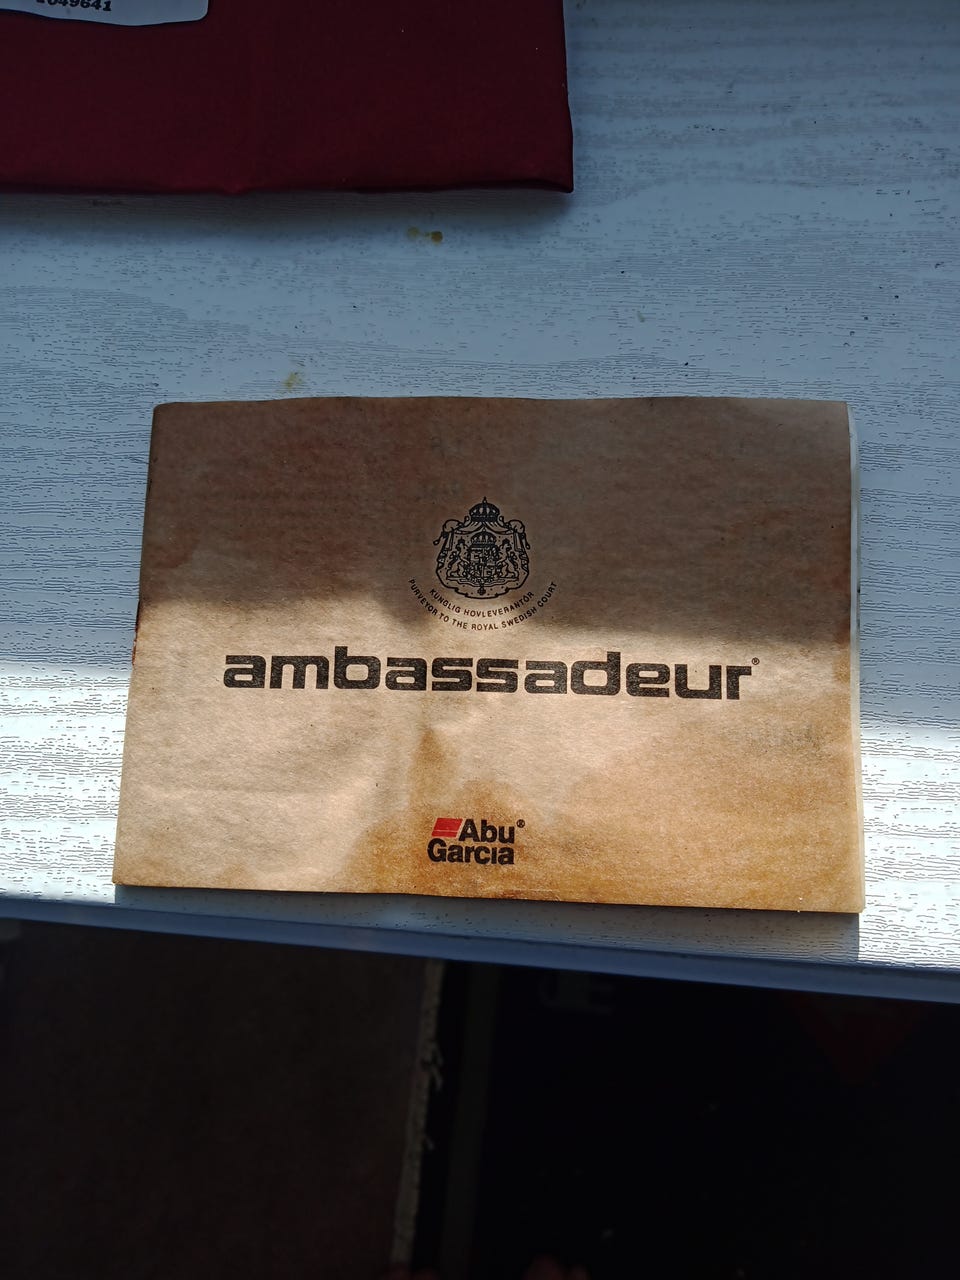 KUNGLIG HOVLEVERANTÖR
PURVEYOR TO THE ROYAL SWEDISH COURT
ambassadeur®
Abu®
Garcia